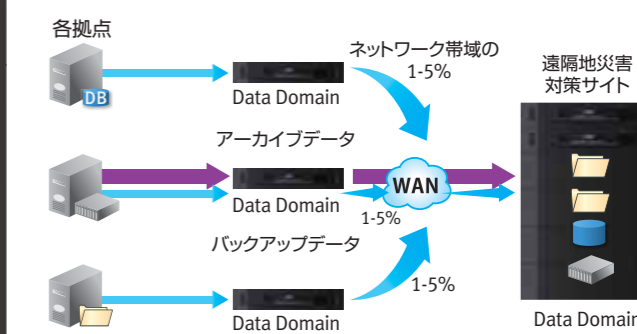 各拠点
DB
ネットワーク帯域の
1-5%
遠隔地災害
対策サイト
Data Domain
アーカイブデータ
WAN
Data Domain
1-5%
バックアップデータ
1-5%
Data Domain
Data Domain